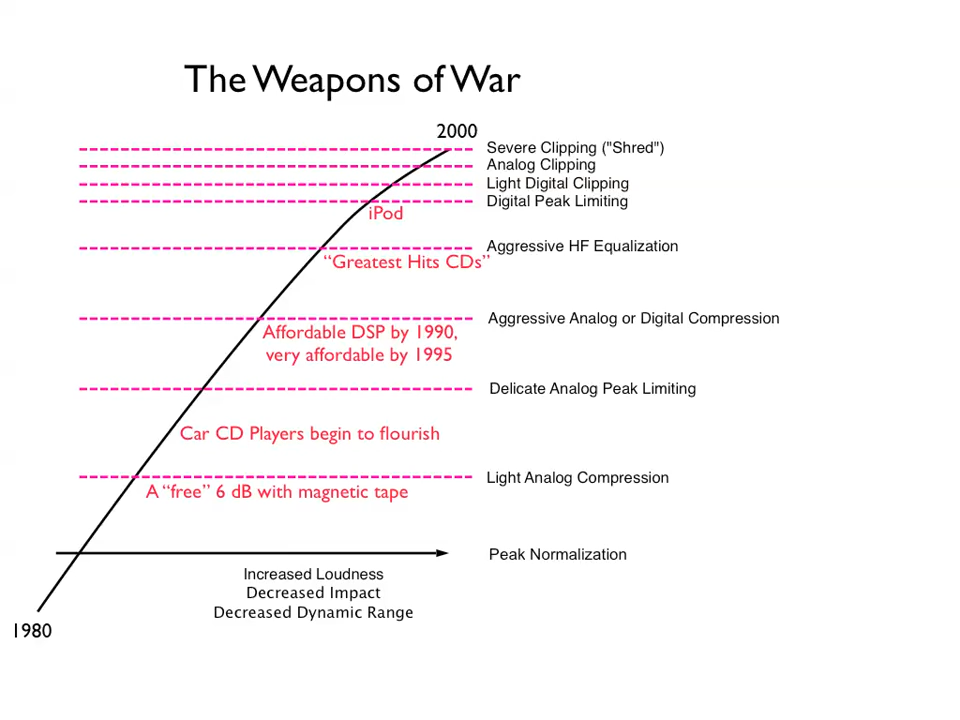 The Weapons of War
2000
Severe Clipping ("Shred")
Analog Clipping
Light Digital Clipping
Digital Peak Limiting
iPod
Aggressive HF Equalization
“Greatest Hits CDs”
Aggressive Analog or Digital Compression
Affordable DSP by 1990,
very affordable by 1995
Delicate Analog Peak Limiting
Car CD Players begin to flourish
Light Analog Compression
A “free” 6 dB with magnetic tape
Peak Normalization
Increased Loudness
Decreased Impact
Decreased Dynamic Range
1980